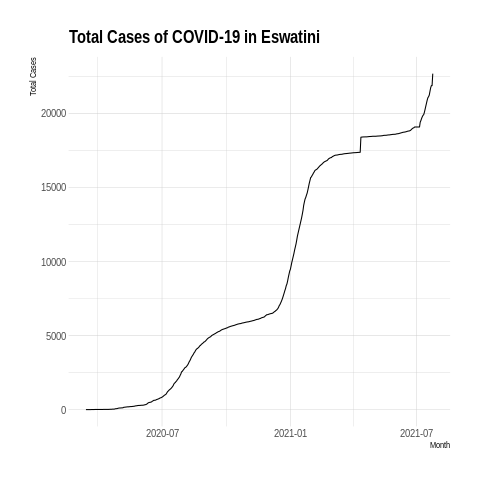 Total Cases of COVID-19 in Eswatini
Total Cases
20000
15000
10000
5000
0
2020-07
2021-01
2021-07
Month